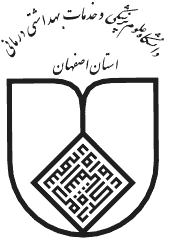 دانشگاه علوم پزشکی و خدمات بهداشتی درمانی
استان اصفهان